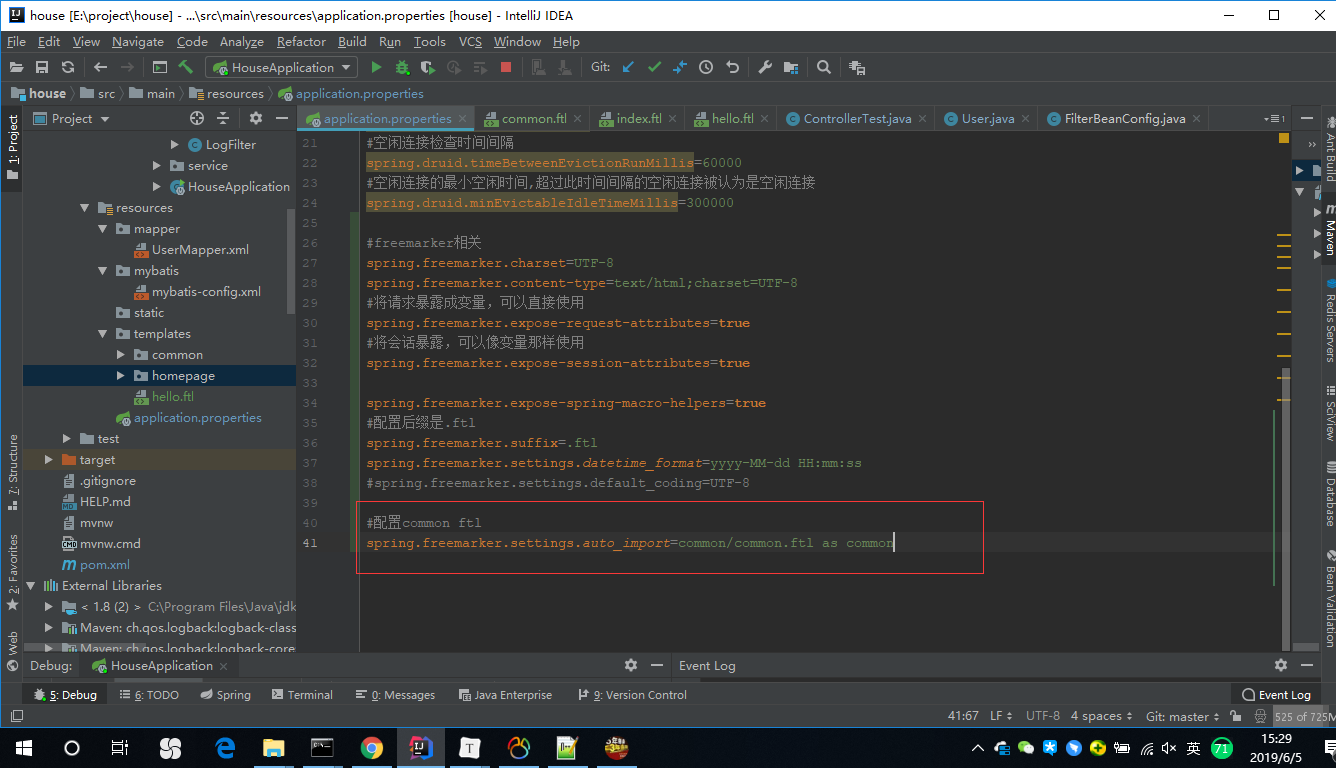 house [E:\project\house] - ...\src\main\resources\application.properties [house] - IntelliJ IDEA
File Edit View Navigate Code Analyze Refactor Build Run Tools VCS Window Help
HouseApplication Git:
house src main resources application.properties
1: Project
Project
application.properties common.ftl index.ftl hello.ftl ControllerTest.java User.java FilterBeanConfig.java
LogFilter
service
HouseApplication
resources
mapper
UserMapper.xml
mybatis
mybatis-config.xml
static
templates
common
homepage
hello.ftl
application.properties
test
target
.gitignore
HELP.md
mvnw
mvnw.cmd
pom.xml
External Libraries
< 1.8 (2) > C:\Program Files\Java\jdk
Maven: ch.qos.logback:logback-class
Maven: ch.qos.logback:logback-core
7: Structure
2: Favorites
Web
21 #空闲连接检查时间间隔
22 spring.druid.timeBetweenEvictionRunMillis=60000
23 #空闲连接的最小空闲时间,超过此时间间隔的空闲连接被认为是空闲连接
24 spring.druid.minEvictableIdleTimeMillis=300000
25
26 #freemarker相关
27 spring.freemarker.charset=UTF-8
28 spring.freemarker.content-type=text/html;charset=UTF-8
29 #将请求暴露成变量，可以直接使用
30 spring.freemarker.expose-request-attributes=true
31 #将会话暴露，可以像变量那样使用
32 spring.freemarker.expose-session-attributes=true
33
34 spring.freemarker.expose-spring-macro-helpers=true
35 #配置后缀是.ftl
36 spring.freemarker.suffix=.ftl
37 spring.freemarker.settings.datetime_format=yyyy-MM-dd HH:mm:ss
38 #spring.freemarker.settings.default_coding=UTF-8
39
40 #配置common ftl
41 spring.freemarker.settings.auto_import=common/common.ftl as common
Ant Build
Maven
Redis Servers
SciView
Database
Bean Validation
Debug: HouseApplication
Event Log
5: Debug 6: TODO Spring Terminal 0: Messages Java Enterprise 9: Version Control Event Log
41:67 LF UTF-8 4 spaces Git: master 525 of 725M
英 71 15:29
2019/6/5